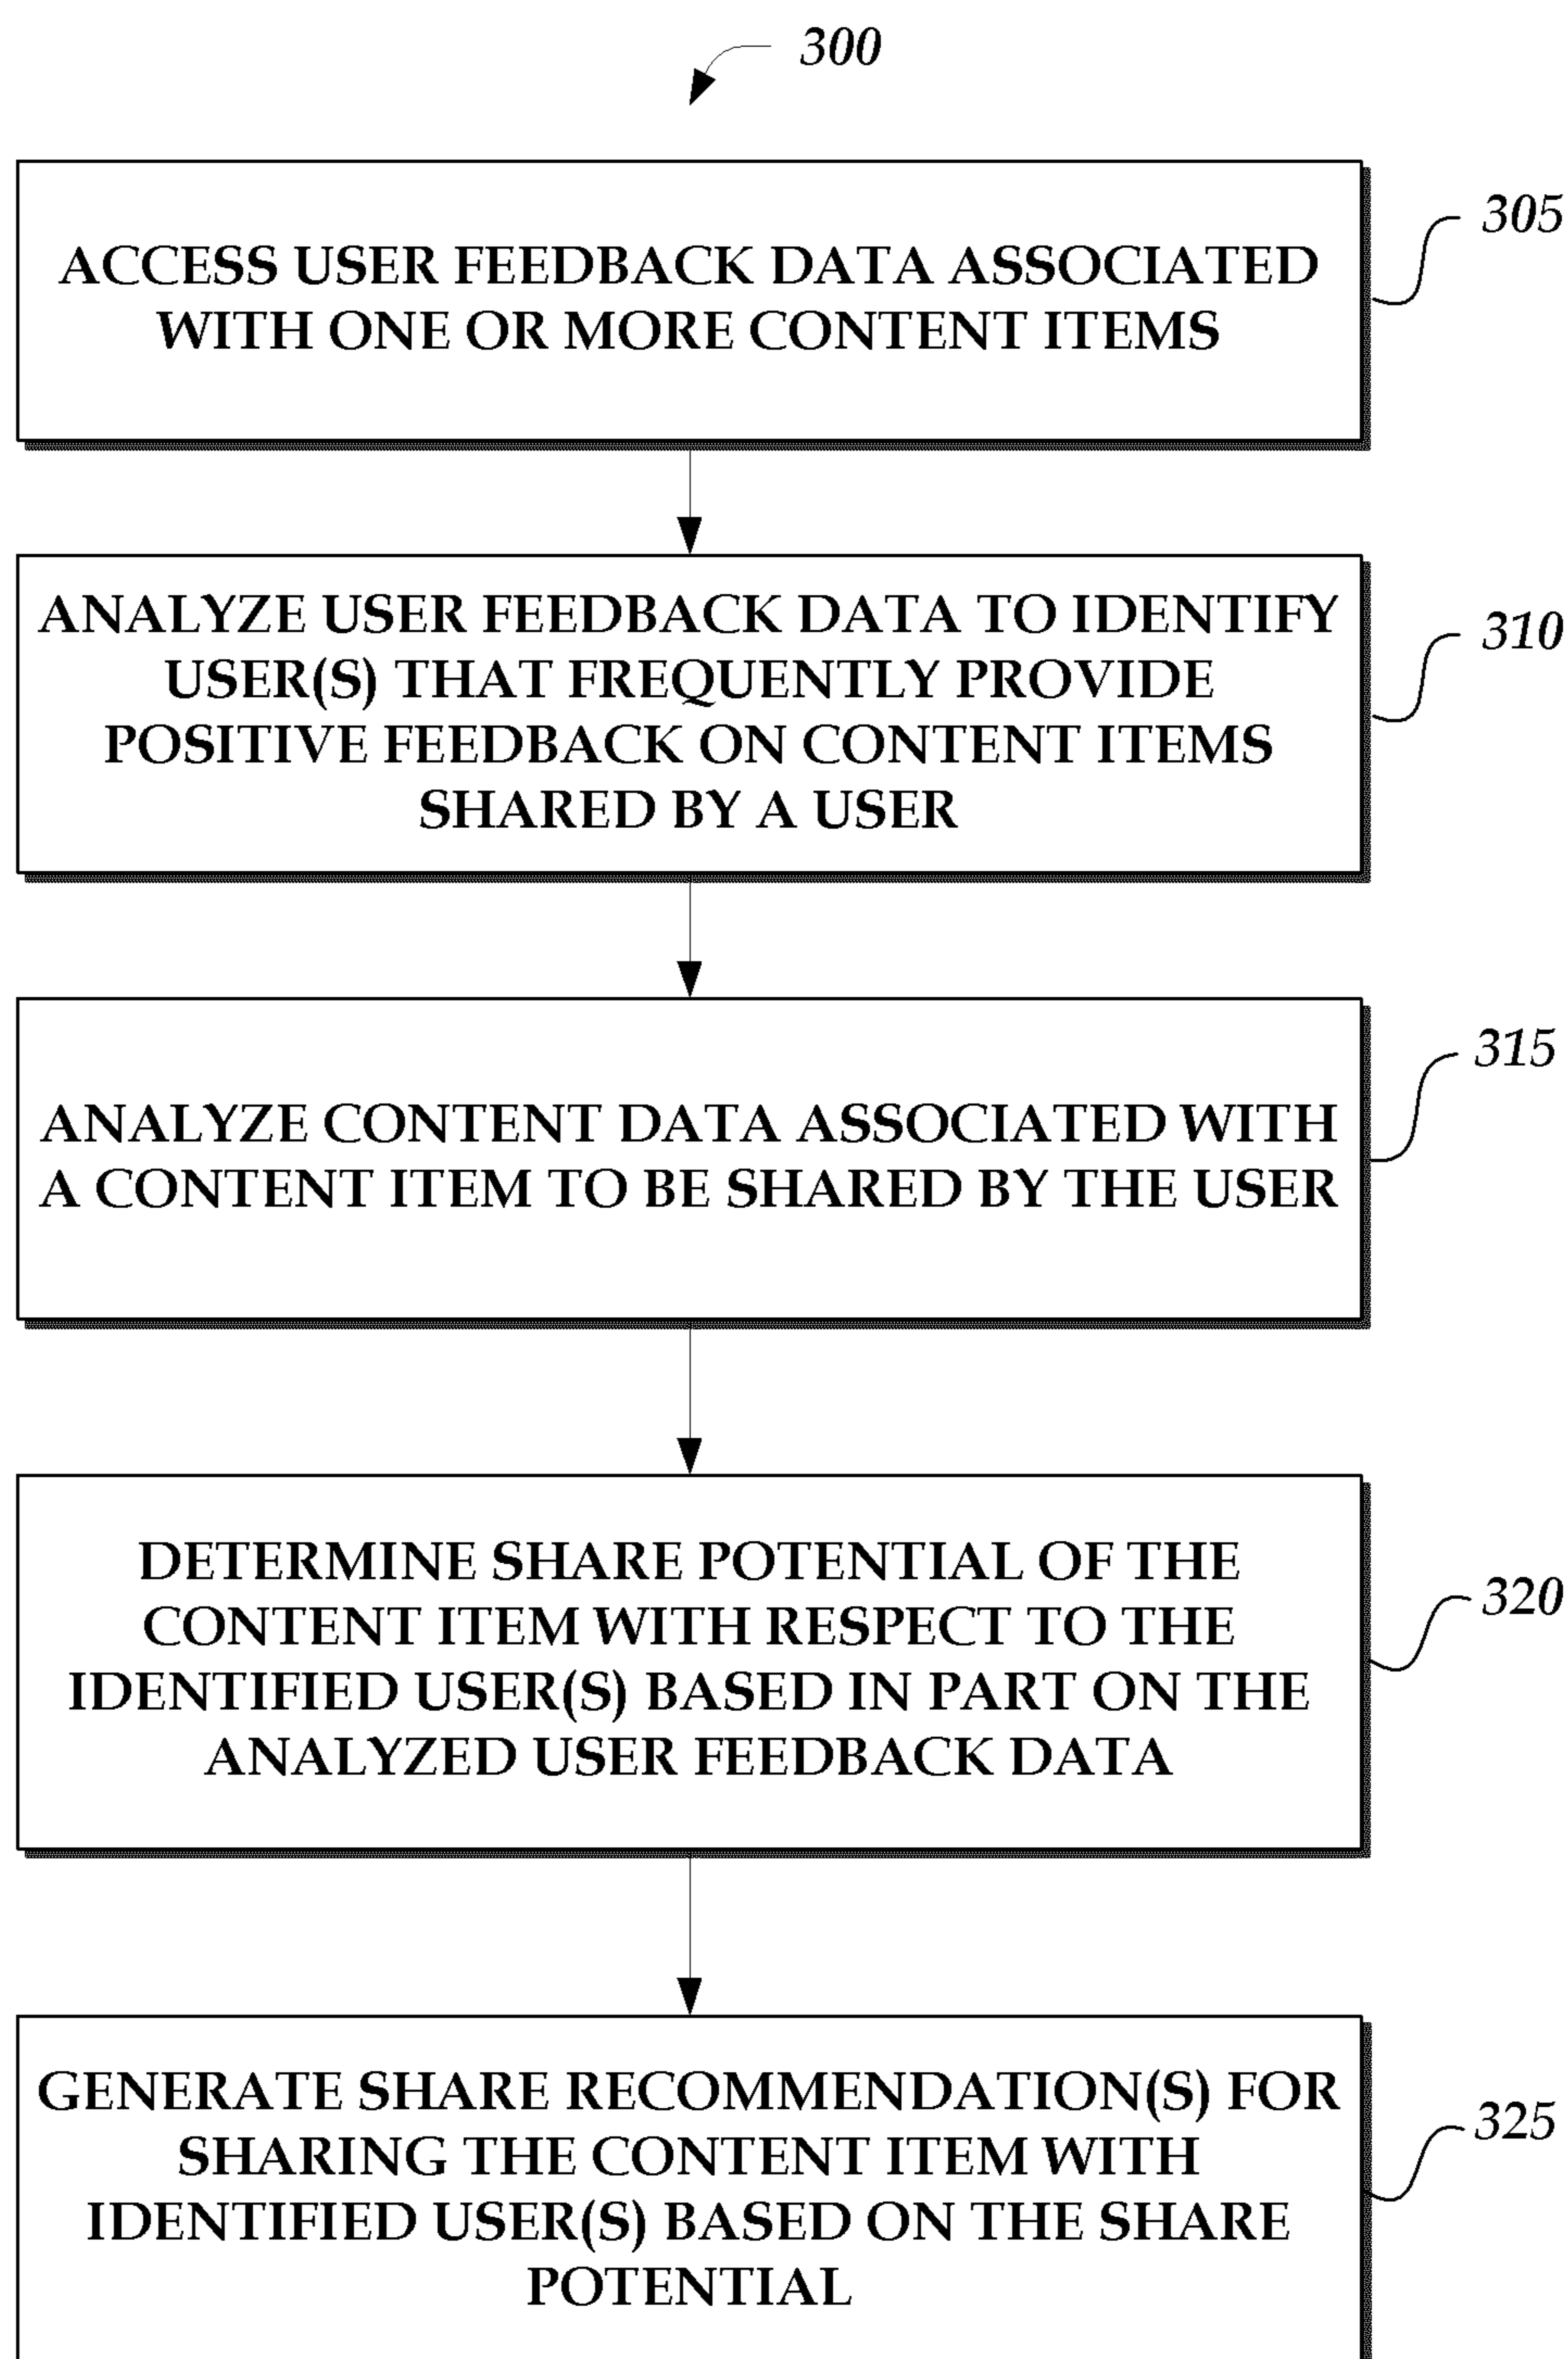 300
ACCESS USER FEEDBACK DATA ASSOCIATED
WITH ONE OR MORE CONTENT ITEMS
305
ANALYZE USER FEEDBACK DATA TO IDENTIFY
USER(S) THAT FREQUENTLY PROVIDE
POSITIVE FEEDBACK ON CONTENT ITEMS
SHARED BY A USER
310
ANALYZE CONTENT DATA ASSOCIATED WITH
A CONTENT ITEM TO BE SHARED BY THE USER
315
DETERMINE SHARE POTENTIAL OF THE
CONTENT ITEM WITH RESPECT TO THE
IDENTIFIED USER(S) BASED IN PART ON THE
ANALYZED USER FEEDBACK DATA
320
GENERATE SHARE RECOMMENDATION(S) FOR
SHARING THE CONTENT ITEM WITH
IDENTIFIED USER(S) BASED ON THE SHARE
POTENTIAL
325